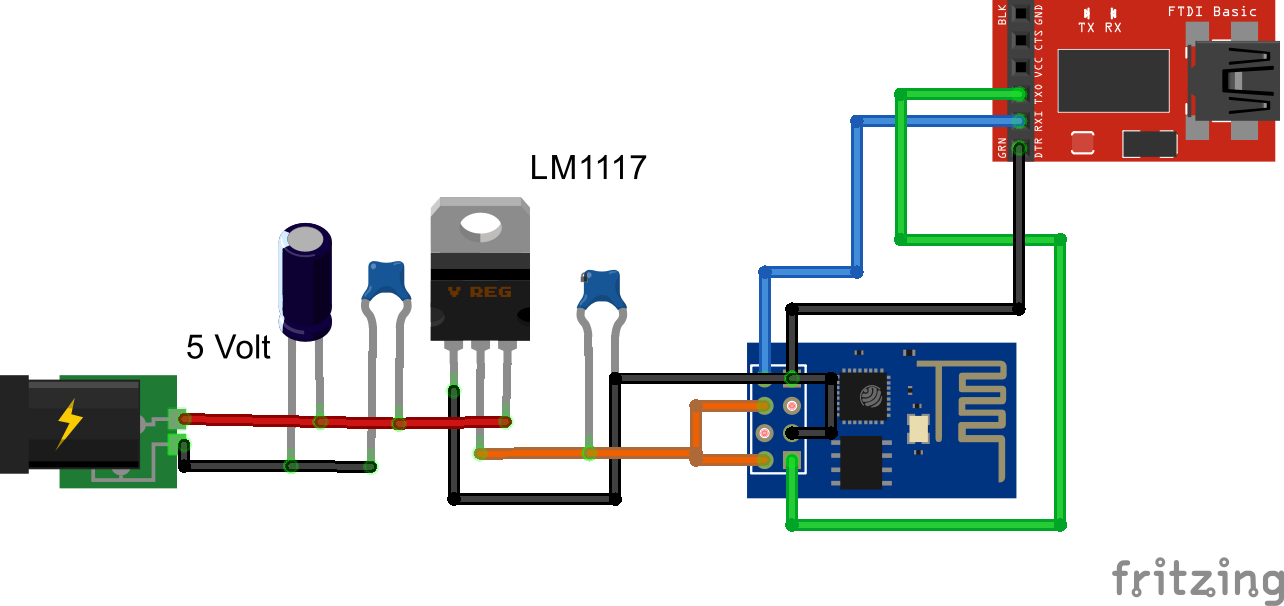 BLK
GND
CTS
VCC
TXO
RXI
GRN
DTR
TX RX
FTDI Basic
LM1117
V REG
5 Volt
fritzing